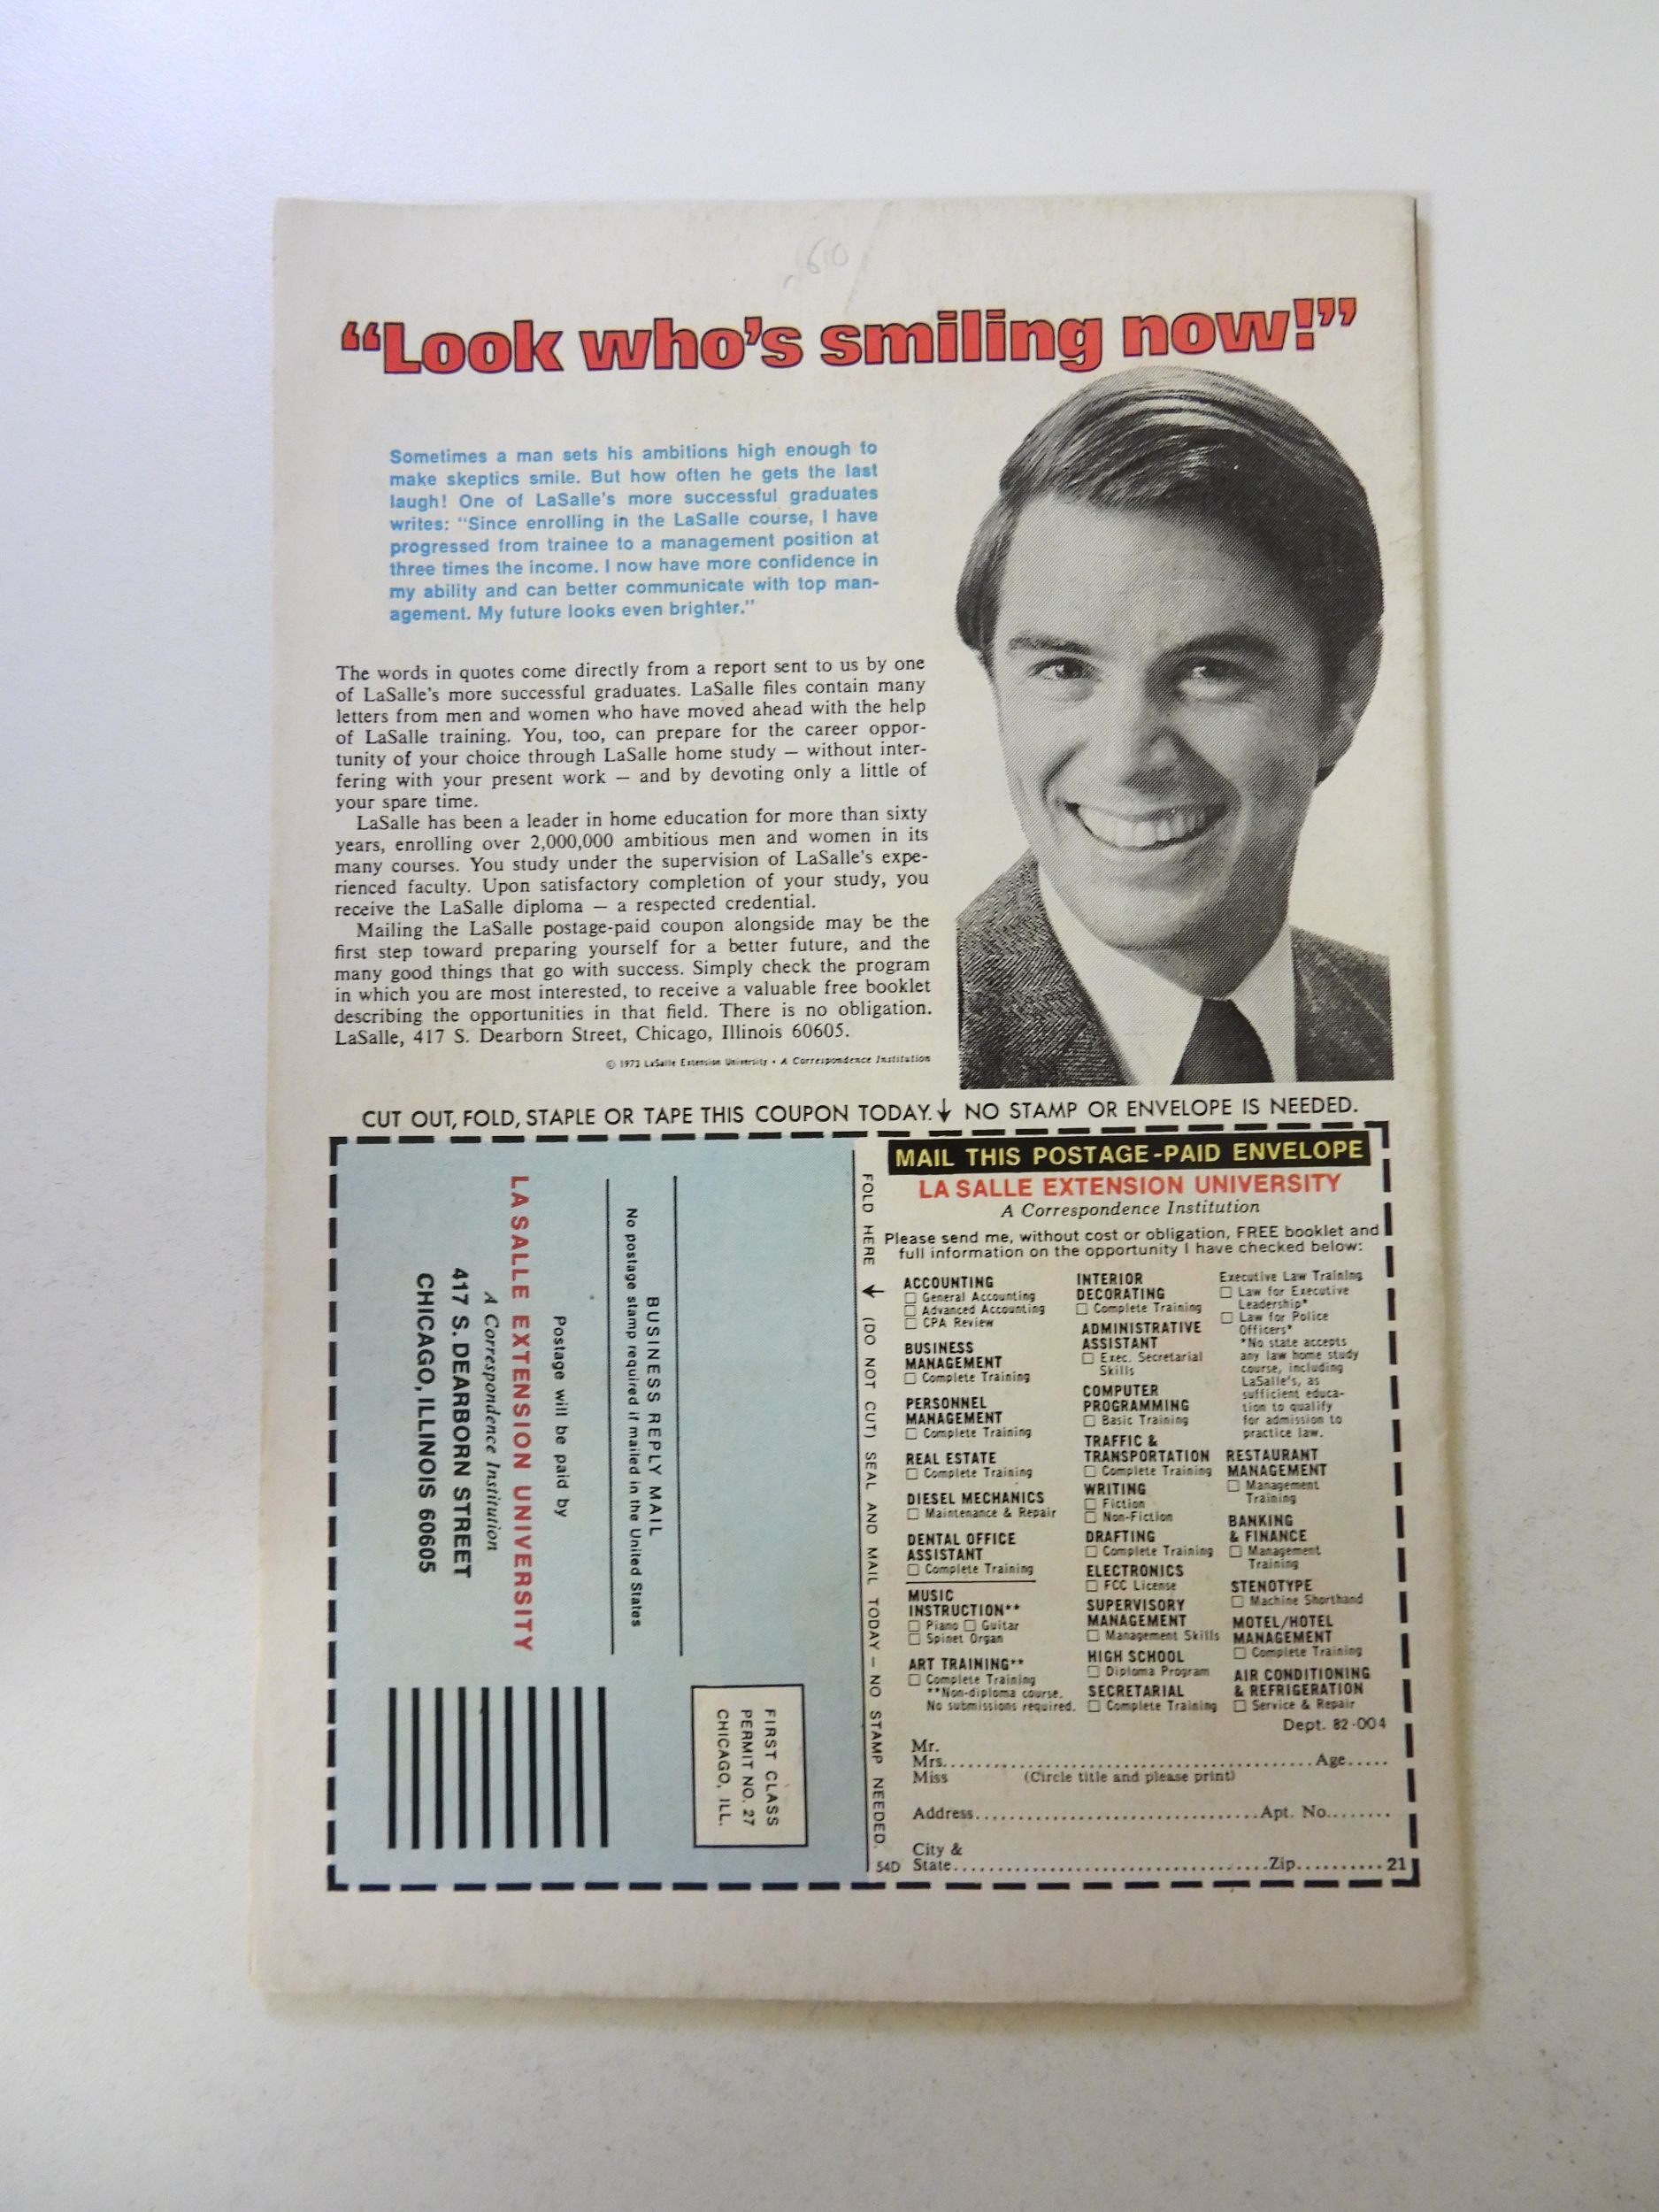 "Look who's smiling now!"
Sometimes a man sets his ambitions high enough to
make skeptics smile. But how often he gets the last
laugh! One of LaSalle's more successful graduates
writes: "Since enrolling in the LaSalle course, I have
progressed from trainee to a management position at
three times the income. I now have more confidence in
my ability and can better communicate with top man-
agement. My future looks even brighter."
The words in quotes come directly from a report sent to us by one
of LaSalle's more successful graduates. LaSalle files contain many
letters from men and women who have moved ahead with the help
of LaSalle training. You, too, can prepare for the career oppor-
tunity of your choice through LaSalle home study — without inter-
fering with your present work — and by devoting only a little of
your spare time.
LaSalle has been a leader in home education for more than sixty
years, enrolling over 2,000,000 ambitious men and women in its
many courses. You study under the supervision of LaSalle's expe-
rienced faculty. Upon satisfactory completion of your study, you
receive the LaSalle diploma — a respected credential.
Mailing the LaSalle postage-paid coupon alongside may be the
first step toward preparing yourself for a better future, and the
many good things that go with success. Simply check the program
in which you are most interested, to receive a valuable free booklet
describing the opportunities in that field. There is no obligation.
LaSalle, 417 S. Dearborn Street, Chicago, Illinois 60605.
© 1973 LaSalle Extension University • A Correspondence Institution
CUT OUT, FOLD, STAPLE OR TAPE THIS COUPON TODAY. ↓ NO STAMP OR ENVELOPE IS NEEDED.
FIRST CLASS
PERMIT NO. 27
CHICAGO, ILL.
BUSINESS REPLY MAIL
No postage stamp required if mailed in the United States
Postage will be paid by
LA SALLE EXTENSION UNIVERSITY
A Correspondence Institution
417 S. DEARBORN STREET
CHICAGO, ILLINOIS 60605
FOLD HERE ↓ (DO NOT CUT) SEAL AND MAIL TODAY — NO STAMP NEEDED.
MAIL THIS POSTAGE-PAID ENVELOPE
LA SALLE EXTENSION UNIVERSITY
A Correspondence Institution
Please send me, without cost or obligation, FREE booklet and
full information on the opportunity I have checked below:
ACCOUNTING
☐ General Accounting
☐ Advanced Accounting
☐ CPA Review
BUSINESS
MANAGEMENT
☐ Complete Training
PERSONNEL
MANAGEMENT
☐ Complete Training
REAL ESTATE
☐ Complete Training
DIESEL MECHANICS
☐ Maintenance & Repair
DENTAL OFFICE
ASSISTANT
☐ Complete Training
MUSIC
INSTRUCTION**
☐ Piano ☐ Guitar
☐ Spinet Organ
ART TRAINING**
☐ Complete Training
**Non-diploma course.
No submissions required.
INTERIOR
DECORATING
☐ Complete Training
ADMINISTRATIVE
ASSISTANT
☐ Exec. Secretarial
Skills
COMPUTER
PROGRAMMING
☐ Basic Training
TRAFFIC &
TRANSPORTATION
☐ Complete Training
WRITING
☐ Fiction
☐ Non-Fiction
DRAFTING
☐ Complete Training
ELECTRONICS
☐ FCC License
SUPERVISORY
MANAGEMENT
☐ Management Skills
HIGH SCHOOL
☐ Diploma Program
SECRETARIAL
☐ Complete Training
Executive Law Training
☐ Law for Executive
Leadership*
☐ Law for Police
Officers*
*No state accepts
any law home study
course, including
LaSalle's, as
sufficient educa-
tion to qualify
for admission to
practice law.
RESTAURANT
MANAGEMENT
☐ Management
Training
BANKING
& FINANCE
☐ Management
Training
STENOTYPE
☐ Machine Shorthand
MOTEL/HOTEL
MANAGEMENT
☐ Complete Training
AIR CONDITIONING
& REFRIGERATION
☐ Service & Repair
Dept. 82-004
Mr.
Mrs. Age
Miss (Circle title and please print)
Address Apt. No.
City &
54D State Zip 21